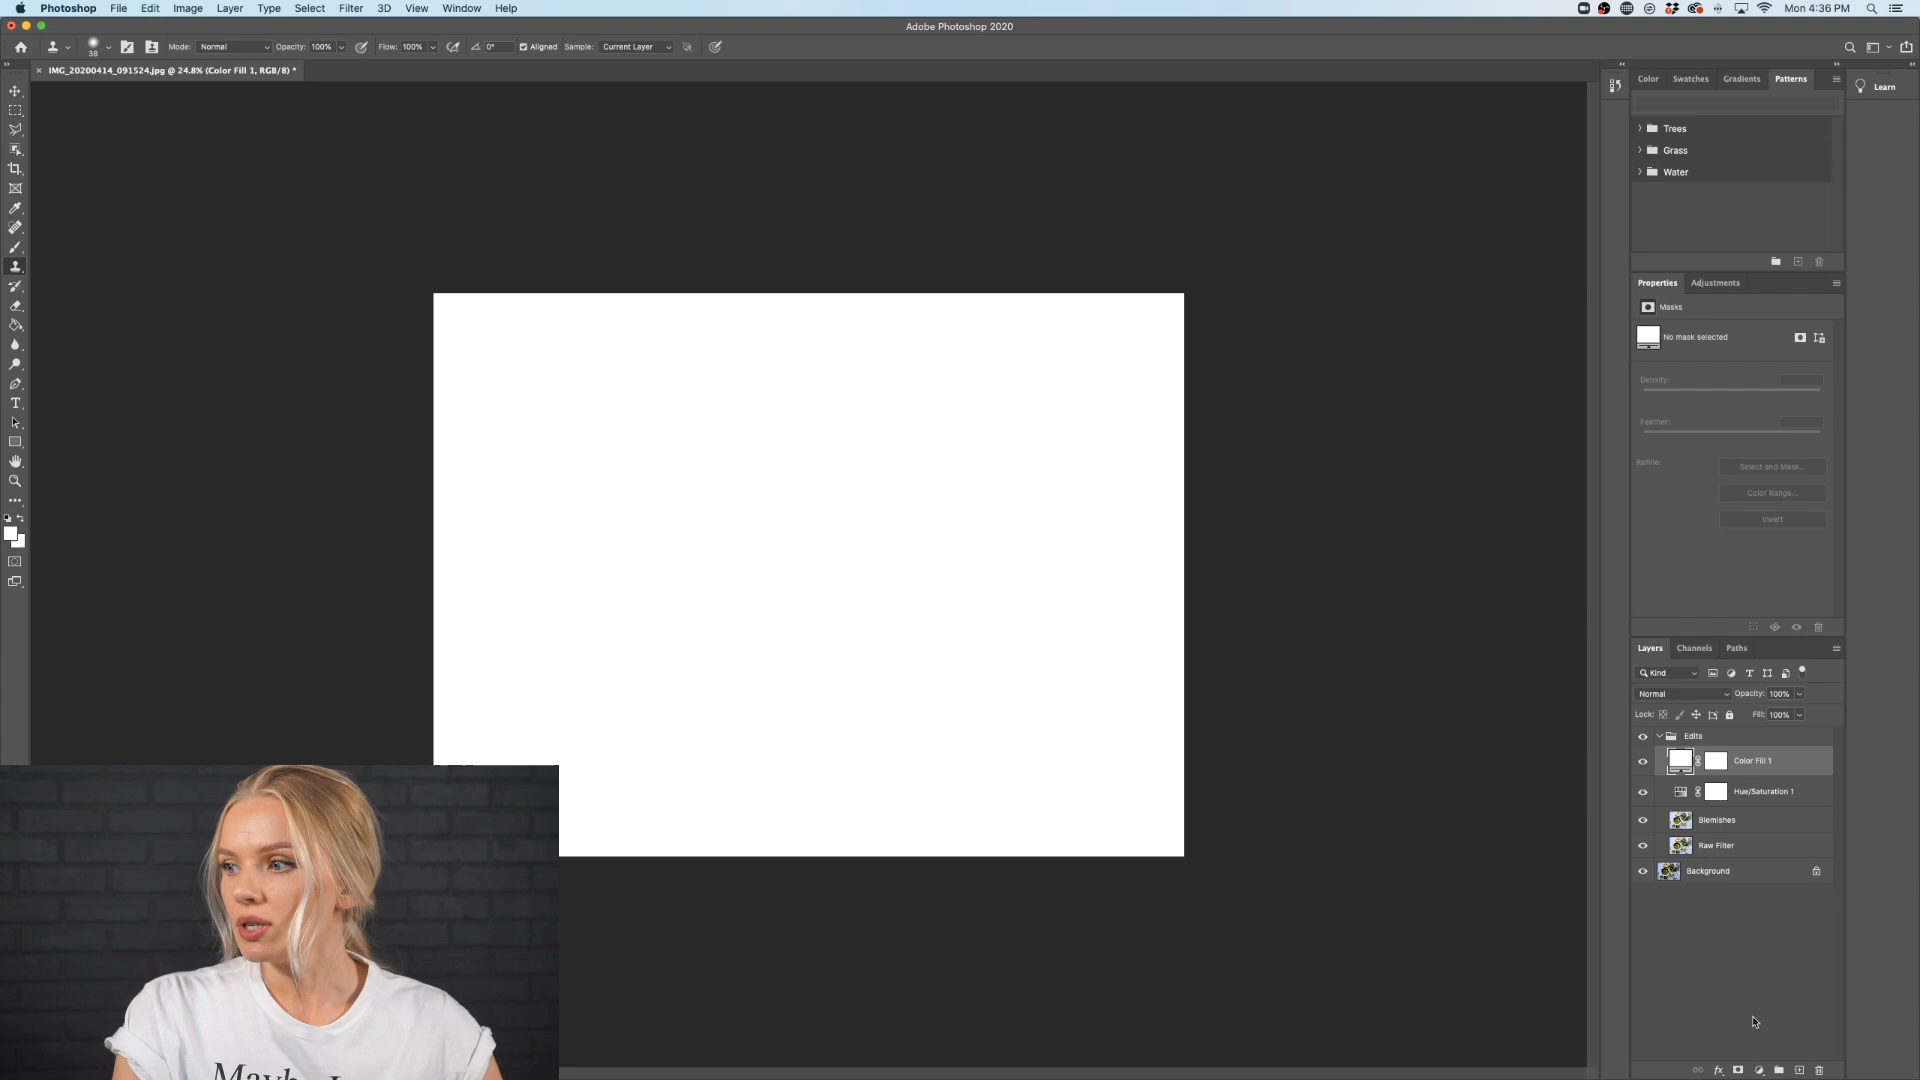 Photoshop File Edit Image Layer Type Select Filter 3D View Window Help Mon 4:36 PM
Adobe Photoshop 2020
38 Mode: Normal Opacity: 100% Flow: 100% 0° Aligned Sample: Current Layer
IMG_20200414_091524.jpg @ 24.8% (Color Fill 1, RGB/8) *
Color Swatches Gradients Patterns
Learn
Trees
Grass
Water
Properties Adjustments
Masks
No mask selected
Density:
Feather:
Refine:
Select and Mask...
Color Range...
Invert
Layers Channels Paths
Kind
Normal Opacity: 100%
Lock: Fill: 100%
Edits
Color Fill 1
Hue/Saturation 1
Blemishes
Raw Filter
Background